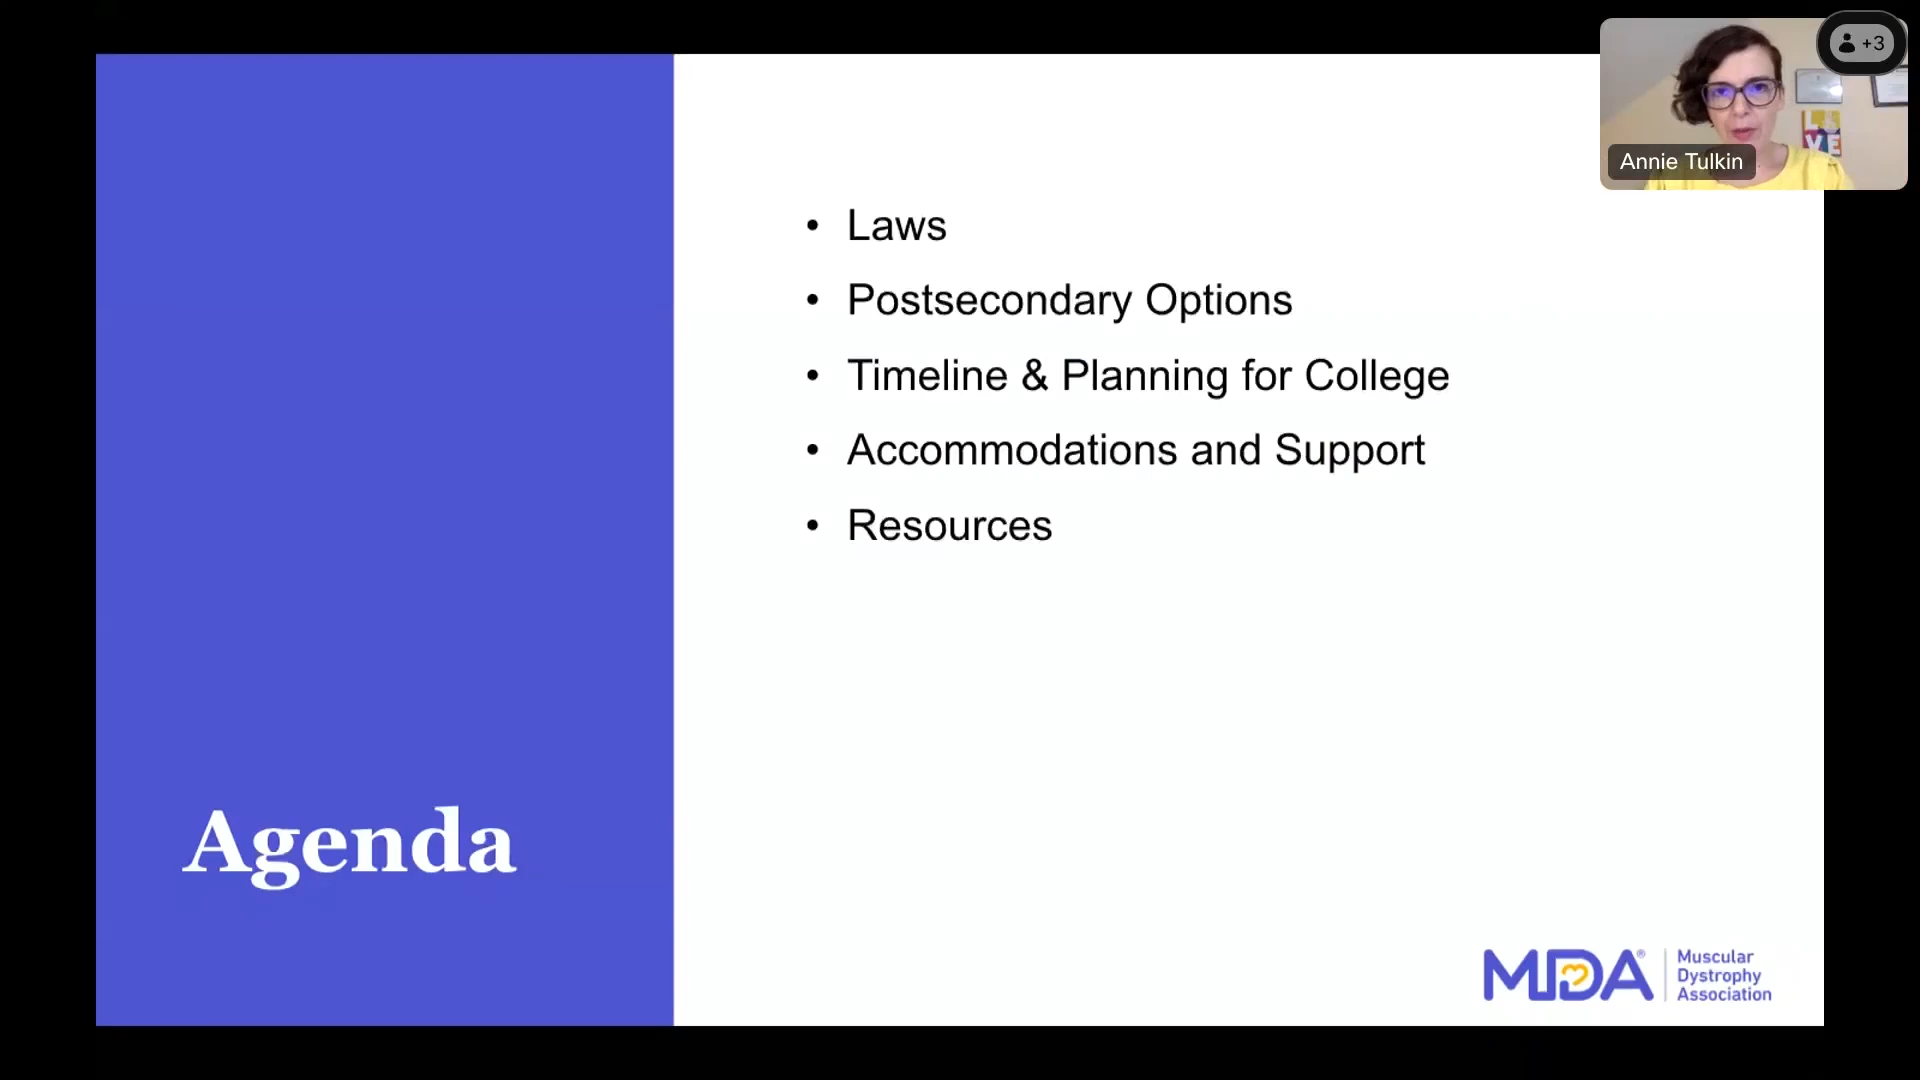 +3
Annie Tulkin
• Laws
• Postsecondary Options
• Timeline & Planning for College
• Accommodations and Support
• Resources
Agenda
MDA®
Muscular
Dystrophy
Association